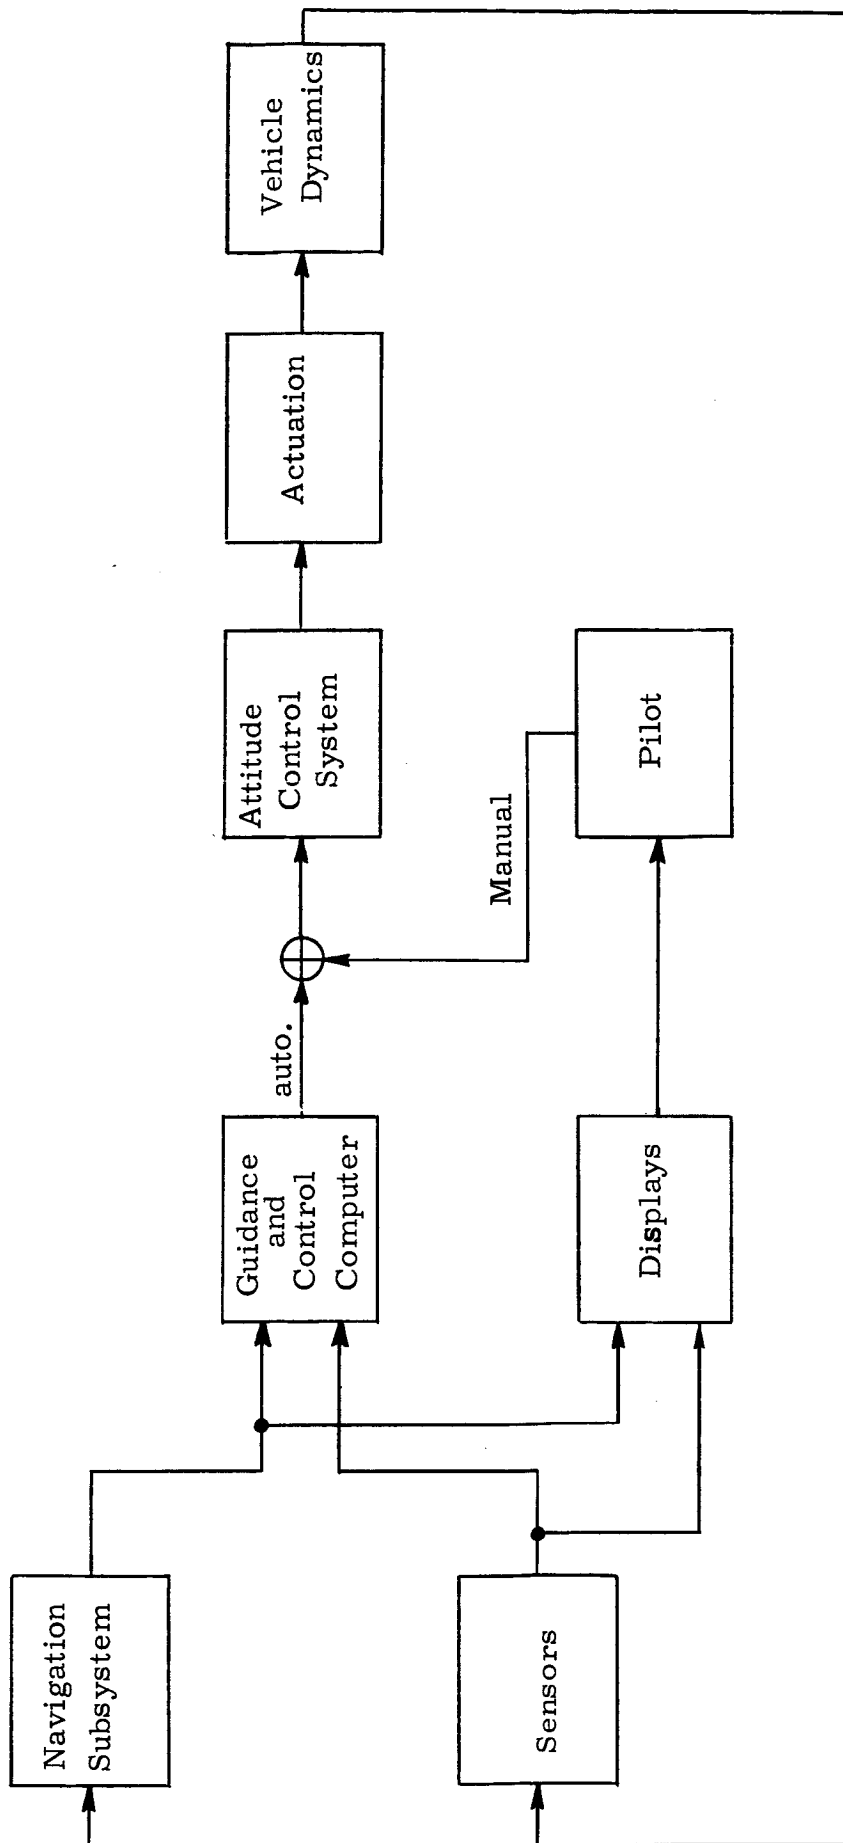 Navigation
Subsystem
Sensors
Guidance
and
Control
Computer
Displays
auto.
Manual
Attitude
Control
System
Pilot
Actuation
Vehicle
Dynamics